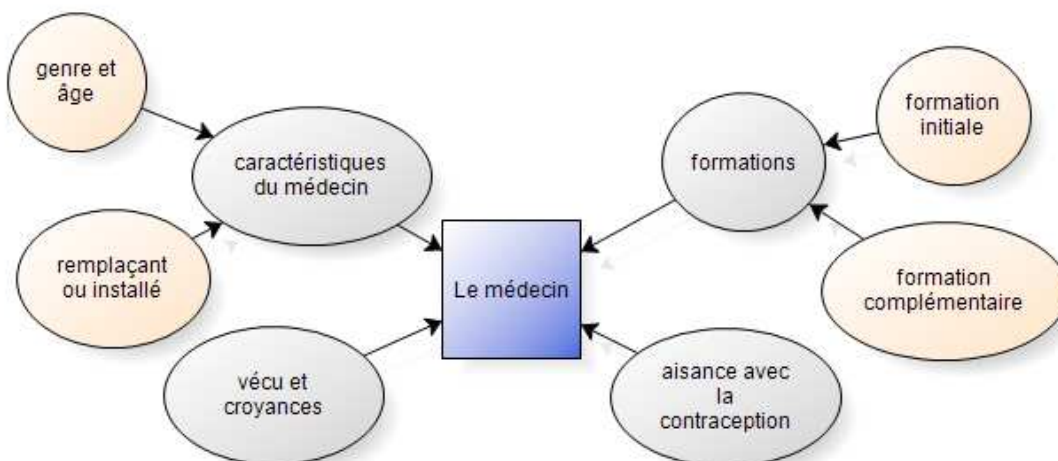 genre et
âge
caractéristiques
du médecin
remplaçant
ou installé
vécu et
croyances
Le médecin
formations
formation
initiale
formation
complémentaire
aisance avec
la
contraception